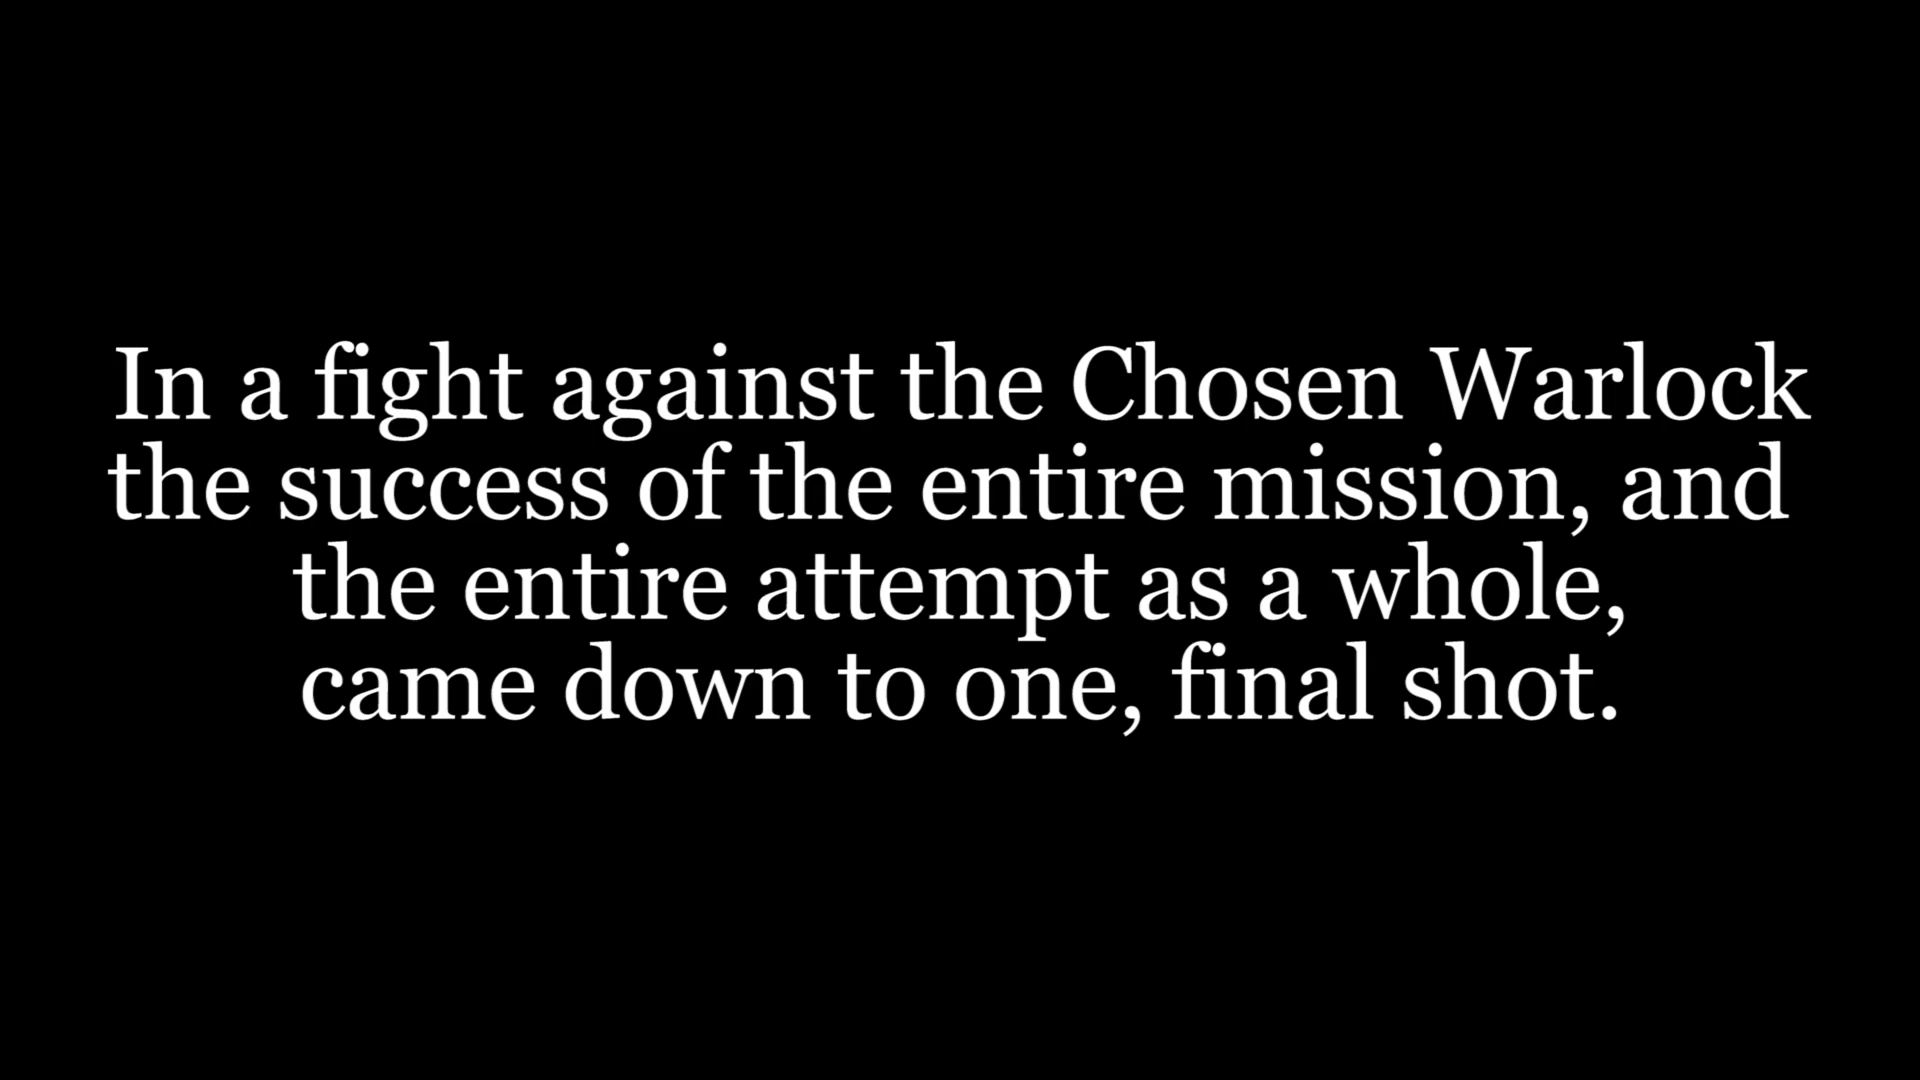 In a fight against the Chosen Warlock
the success of the entire mission, and
the entire attempt as a whole,
came down to one, final shot.